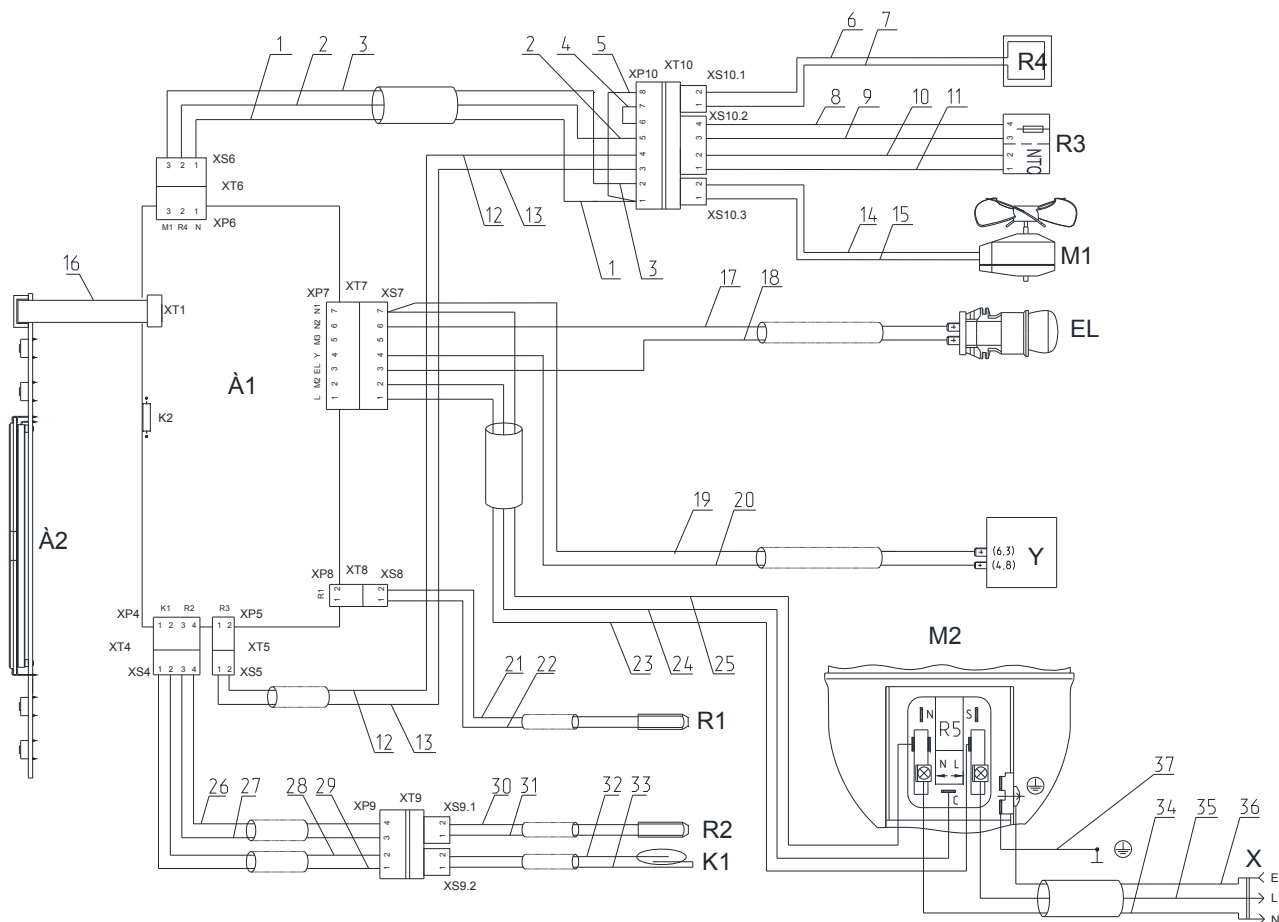 1 2 3
2 4 5
XP10 XT10
XS10.1
6 7
R4
8 7 6 5 4 3 2 1
2 1
XS10.2
4 3 2 1
8 9 10 11
4 3 2 1
NTC
R3
2 1
XS10.3
XS6
3 2 1
XT6
3 2 1
XP6
M1 R4 N
12 13
1 3
14 15
M1
16
XT1
XP7 XT7 XS7
N1 7 7
N2 6 6
M3 5 5
Y 4 4
EL 3 3
M2 2 2
L 1 1
17 18
EL
À1
K2
À2
19 20
(6,3)
(4,8)
Y
XP8 XT8 XS8
R1
1 2
1 2
XP4
K1 R2
1 2 3 4
XT4
XS4
1 2 3 4
R3
XP5
1 2
XT5
1 2
XS5
12 13
23 24 25
21 22
R1
M2
N
R5
S
N L
C
37
26 27 28 29
XP9 XT9
4 3 2 1
XS9.1
2 1
30 31 32 33
R2
2 1
K1
XS9.2
34 35 36
X
E
L
N